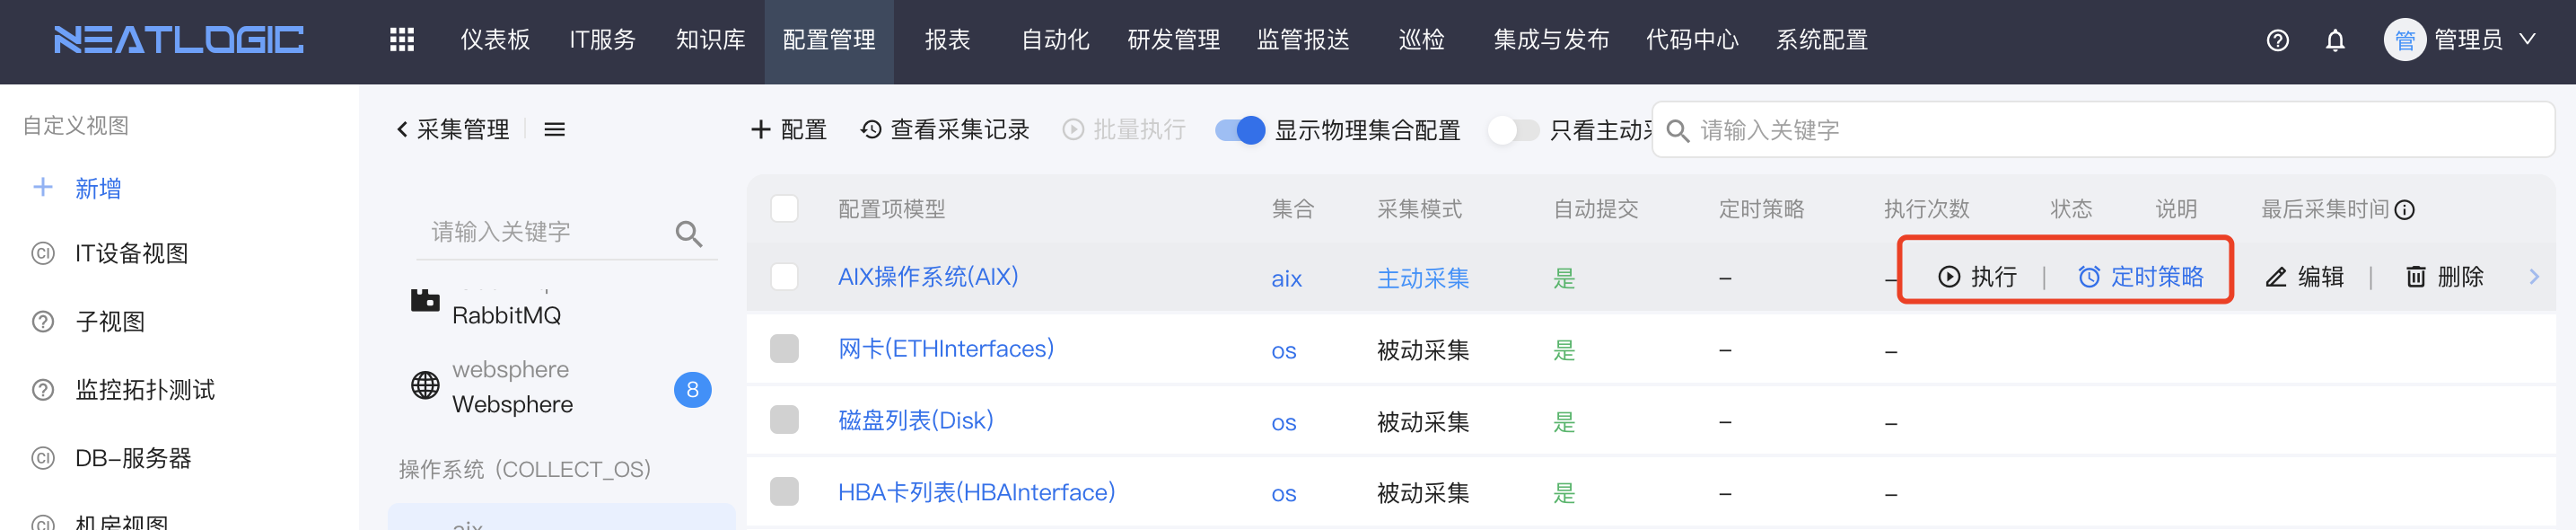 NEATLOGIC
仪表板 IT服务 知识库 配置管理 报表 自动化 研发管理 监管报送 巡检 集成与发布 代码中心 系统配置
管 管理员
自定义视图
新增
IT设备视图
子视图
监控拓扑测试
DB-服务器
机房视图
采集管理
请输入关键字
RabbitMQ
websphere
Websphere
8
操作系统 (COLLECT_OS)
aix
配置 查看采集记录 批量执行 显示物理集合配置 只看主动采
请输入关键字
配置项模型 集合 采集模式 自动提交 定时策略 执行次数 状态 说明 最后采集时间
AIX操作系统(AIX) aix 主动采集 是 – – 执行 | 定时策略 编辑 | 删除
网卡(ETHInterfaces) os 被动采集 是 – –
磁盘列表(Disk) os 被动采集 是 – –
HBA卡列表(HBAInterface) os 被动采集 是 – –